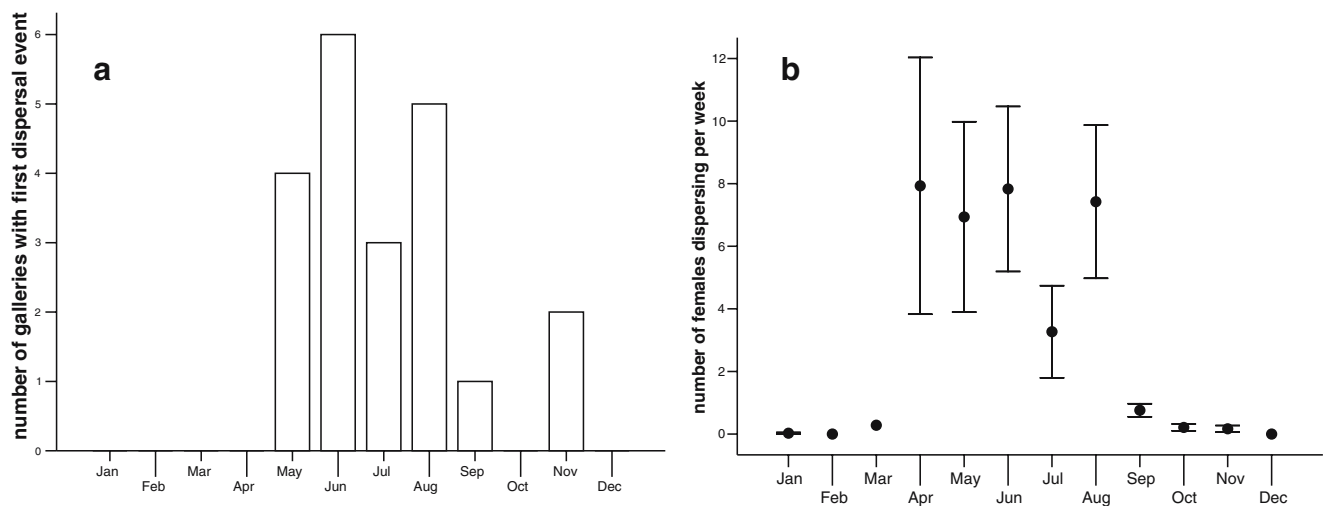 a
number of galleries with first dispersal event
6
5
4
3
2
1
0
Jan
Feb
Mar
Apr
May
Jun
Jul
Aug
Sep
Oct
Nov
Dec
b
number of females dispersing per week
12
10
8
6
4
2
0
Jan
Feb
Mar
Apr
May
Jun
Jul
Aug
Sep
Oct
Nov
Dec